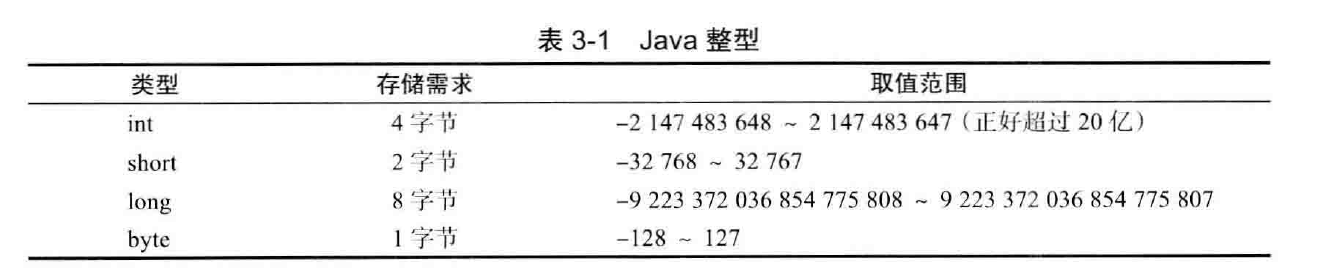 表 3-1 Java 整型
类型 存储需求 取值范围
int 4 字节 –2 147 483 648 ~ 2 147 483 647（正好超过 20 亿）
short 2 字节 –32 768 ~ 32 767
long 8 字节 –9 223 372 036 854 775 808 ~ 9 223 372 036 854 775 807
byte 1 字节 –128 ~ 127